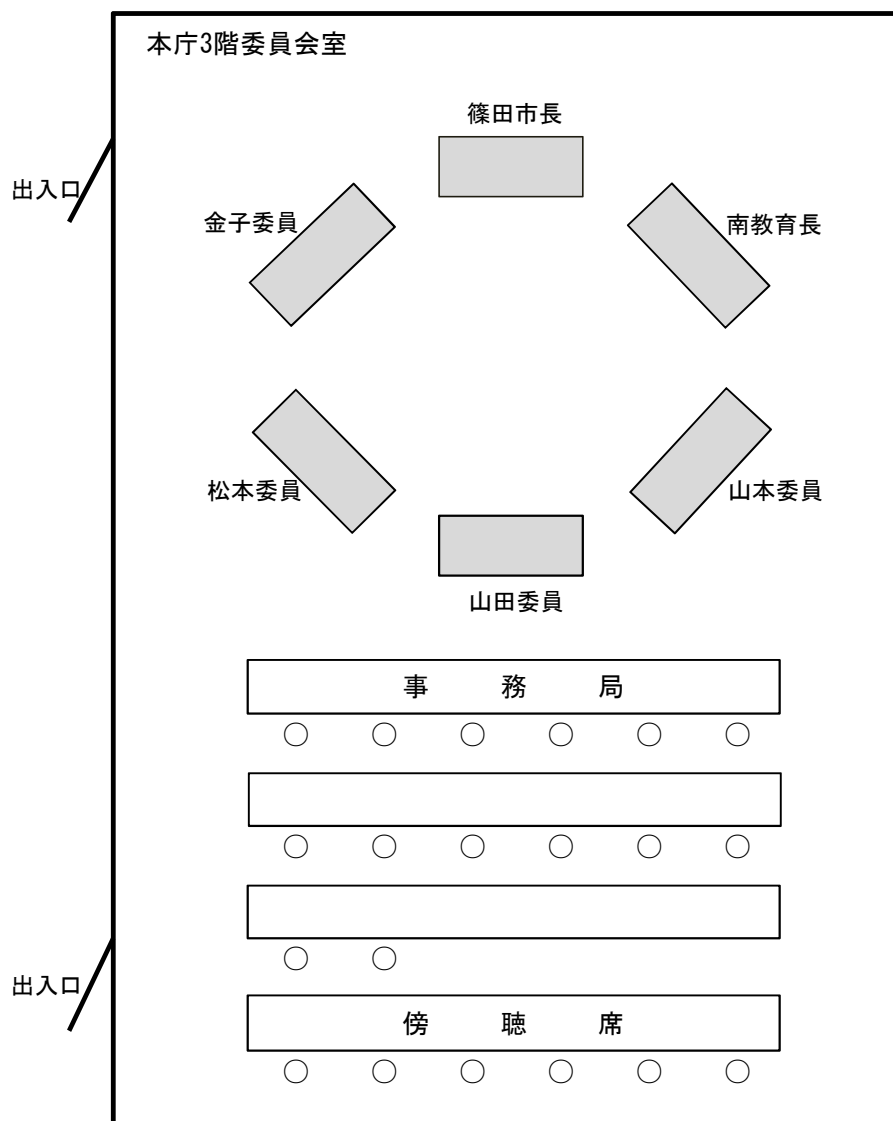 本庁3階委員会室
篠田市長
出入口
金子委員
南教育長
松本委員
山本委員
山田委員
事務局
出入口
傍聴席